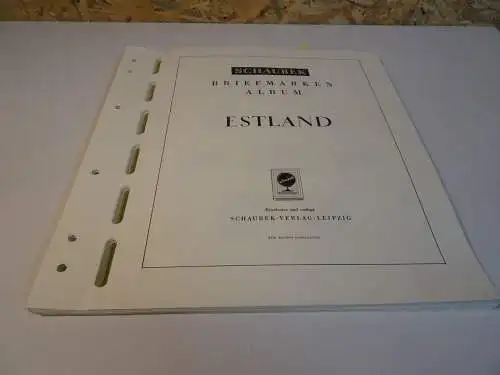 SCHAUBEK
BRIEFMARKEN
ALBUM
ESTLAND
SCHAUBEK-VERLAG·LEIPZIG